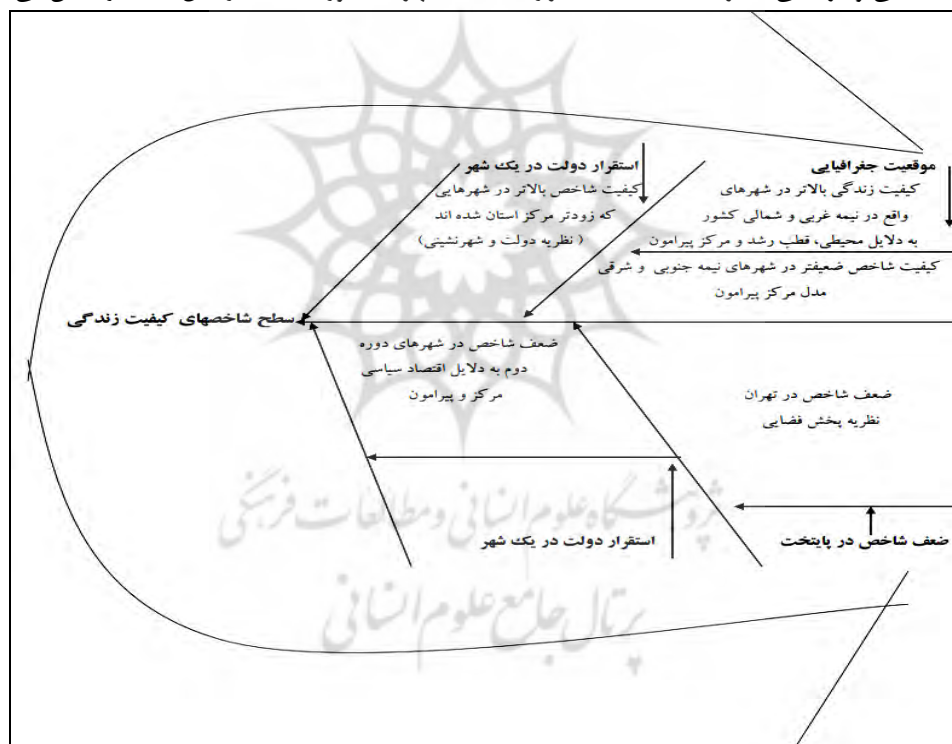 موقعیت جغرافیایی
کیفیت زندگی بالاتر در شهرهای
واقع در نیمه غربی و شمالی کشور
به دلایل محیطی، قطب رشد و مرکز پیرامون
کیفیت شاخص ضعیفتر در شهرهای نیمه جنوبی و شرقی
مدل مرکز پیرامون
استقرار دولت در یک شهر
کیفیت شاخص بالاتر در شهرهایی
که زودتر مرکز استان شده اند
( نظریه دولت و شهرنشینی)
سطح شاخصهای کیفیت زندگی
ضعف شاخص در شهرهای دوره
دوم به دلایل اقتصاد سیاسی
مرکز و پیرامون
ضعف شاخص در تهران
نظریه پخش فضایی
ضعف شاخص در پایتخت
استقرار دولت در یک شهر
پژوهشگاه علوم انسانی و مطالعات فرهنگی
پرتال جامع علوم انسانی